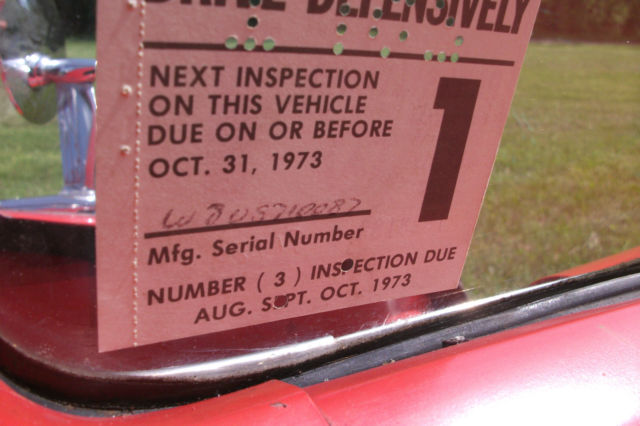 DRIVE DEFENSIVELY
NEXT INSPECTION
ON THIS VEHICLE
DUE ON OR BEFORE
OCT. 31, 1973
1
Mfg. Serial Number
NUMBER ( 3 ) INSPECTION DUE
AUG. SEPT. OCT. 1973